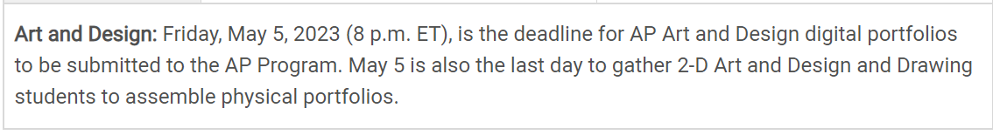 Art and Design: Friday, May 5, 2023 (8 p.m. ET), is the deadline for AP Art and Design digital portfolios
to be submitted to the AP Program. May 5 is also the last day to gather 2-D Art and Design and Drawing
students to assemble physical portfolios.